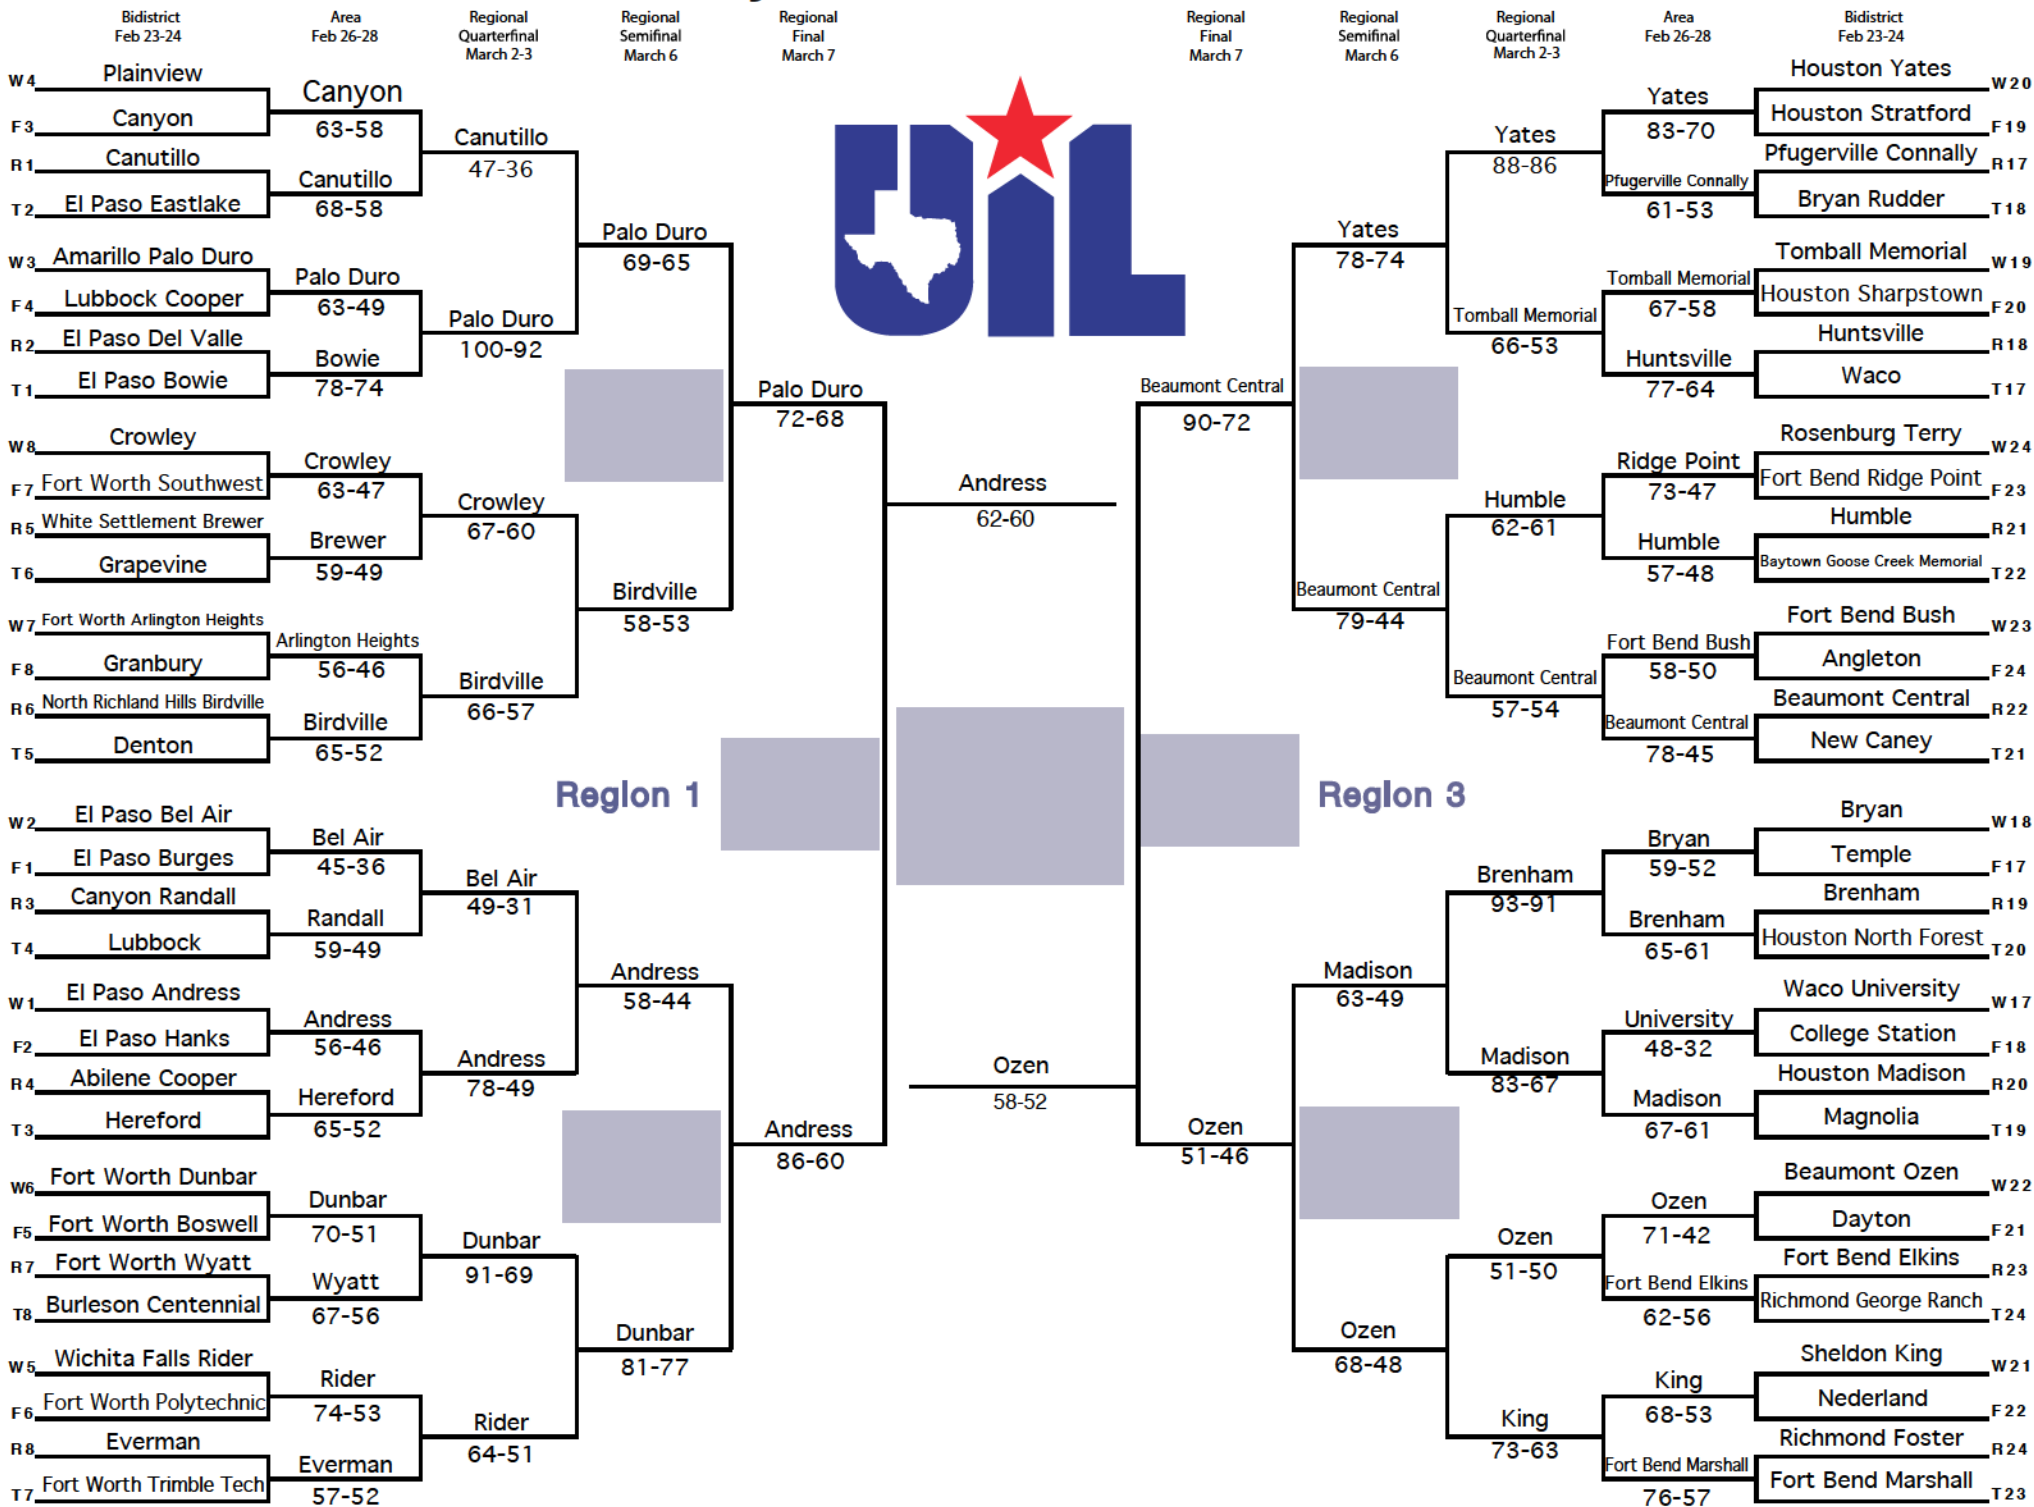 Bidistrict
Feb 23-24
Area
Feb 26-28
Regional
Quarterfinal
March 2-3
Regional
Semifinal
March 6
Regional
Final
March 7
Regional
Final
March 7
Regional
Semifinal
March 6
Regional
Quarterfinal
March 2-3
Area
Feb 26-28
Bidistrict
Feb 23-24
W4 Plainview
F3 Canyon
R1 Canutillo
T2 El Paso Eastlake
W3 Amarillo Palo Duro
F4 Lubbock Cooper
R2 El Paso Del Valle
T1 El Paso Bowie
W8 Crowley
F7 Fort Worth Southwest
R5 White Settlement Brewer
T6 Grapevine
W7 Fort Worth Arlington Heights
F8 Granbury
R6 North Richland Hills Birdville
T5 Denton
W2 El Paso Bel Air
F1 El Paso Burges
R3 Canyon Randall
T4 Lubbock
W1 El Paso Andress
F2 El Paso Hanks
R4 Abilene Cooper
T3 Hereford
W6 Fort Worth Dunbar
F5 Fort Worth Boswell
R7 Fort Worth Wyatt
T8 Burleson Centennial
W5 Wichita Falls Rider
F6 Fort Worth Polytechnic
R8 Everman
T7 Fort Worth Trimble Tech
Canyon
63-58
Canutillo
68-58
Palo Duro
63-49
Bowie
78-74
Crowley
63-47
Brewer
59-49
Arlington Heights
56-46
Birdville
65-52
Bel Air
45-36
Randall
59-49
Andress
56-46
Hereford
65-52
Dunbar
70-51
Wyatt
67-56
Rider
74-53
Everman
57-52
Canutillo
47-36
Palo Duro
100-92
Crowley
67-60
Birdville
66-57
Bel Air
49-31
Andress
78-49
Dunbar
91-69
Rider
64-51
Palo Duro
69-65
Birdville
58-53
Region 1
Andress
58-44
Dunbar
81-77
Palo Duro
72-68
Andress
86-60
UIL
Andress
62-60
Ozen
58-52
Beaumont Central
90-72
Ozen
51-46
Yates
78-74
Beaumont Central
79-44
Region 3
Madison
63-49
Ozen
68-48
Yates
88-86
Tomball Memorial
66-53
Humble
62-61
Beaumont Central
57-54
Brenham
93-91
Madison
83-67
Ozen
51-50
King
73-63
Yates
83-70
Pfugerville Connally
61-53
Tomball Memorial
67-58
Huntsville
77-64
Ridge Point
73-47
Humble
57-48
Fort Bend Bush
58-50
Beaumont Central
78-45
Bryan
59-52
Brenham
65-61
University
48-32
Madison
67-61
Ozen
71-42
Fort Bend Elkins
62-56
King
68-53
Fort Bend Marshall
76-57
Houston Yates W20
Houston Stratford F19
Pfugerville Connally R17
Bryan Rudder T18
Tomball Memorial W19
Houston Sharpstown F20
Huntsville R18
Waco T17
Rosenburg Terry W24
Fort Bend Ridge Point F23
Humble R21
Baytown Goose Creek Memorial T22
Fort Bend Bush W23
Angleton F24
Beaumont Central R22
New Caney T21
Bryan W18
Temple F17
Brenham R19
Houston North Forest T20
Waco University W17
College Station F18
Houston Madison R20
Magnolia T19
Beaumont Ozen W22
Dayton F21
Fort Bend Elkins R23
Richmond George Ranch T24
Sheldon King W21
Nederland F22
Richmond Foster R24
Fort Bend Marshall T23